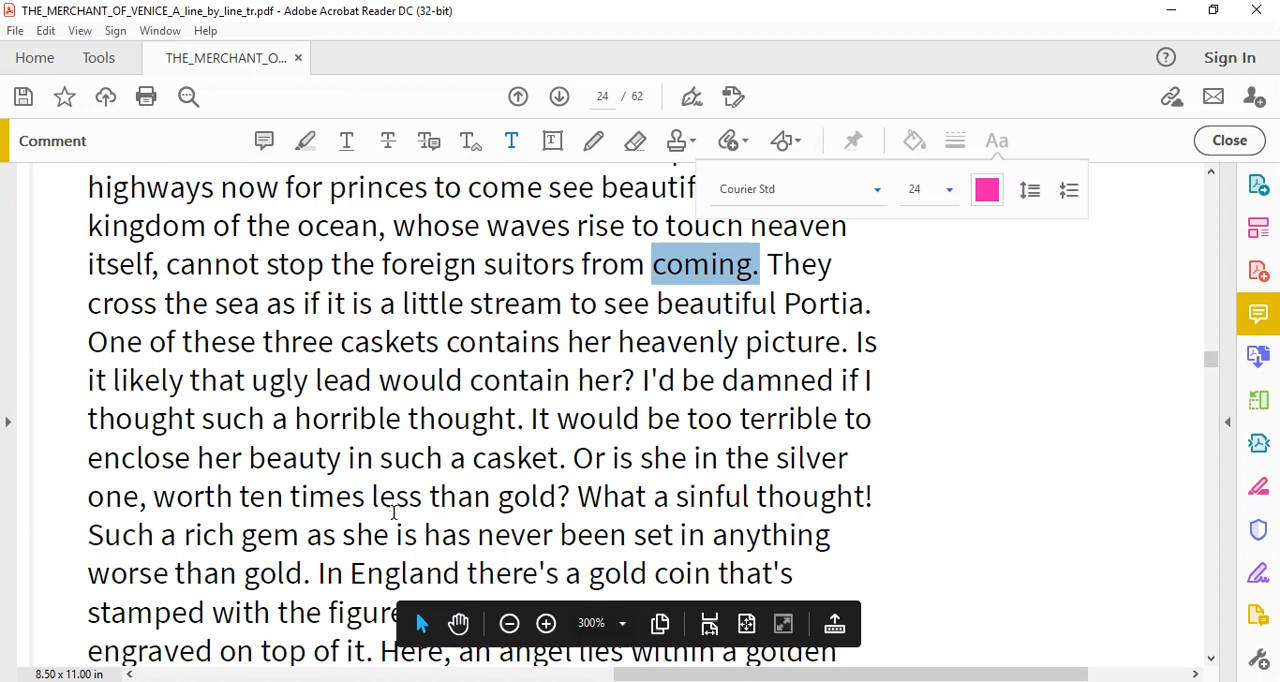 THE_MERCHANT_OF_VENICE_A_line_by_line_tr.pdf - Adobe Acrobat Reader DC (32-bit)
File Edit View Sign Window Help
Home Tools THE_MERCHANT_O... × Sign In
24 / 62
Comment Close
Courier Std 24
highways now for princes to come see
kingdom of the ocean, whose waves rise to touch heaven
itself, cannot stop the foreign suitors from coming. They
cross the sea as if it is a little stream to see beautiful Portia.
One of these three caskets contains her heavenly picture. Is
it likely that ugly lead would contain her? I'd be damned if I
thought such a horrible thought. It would be too terrible to
enclose her beauty in such a casket. Or is she in the silver
one, worth ten times less than gold? What a sinful thought!
Such a rich gem as she is has never been set in anything
worse than gold. In England there's a gold coin that's
stamped with the figure
300%
engraved on top of it. Here, an angel lies within a golden
8.50 x 11.00 in